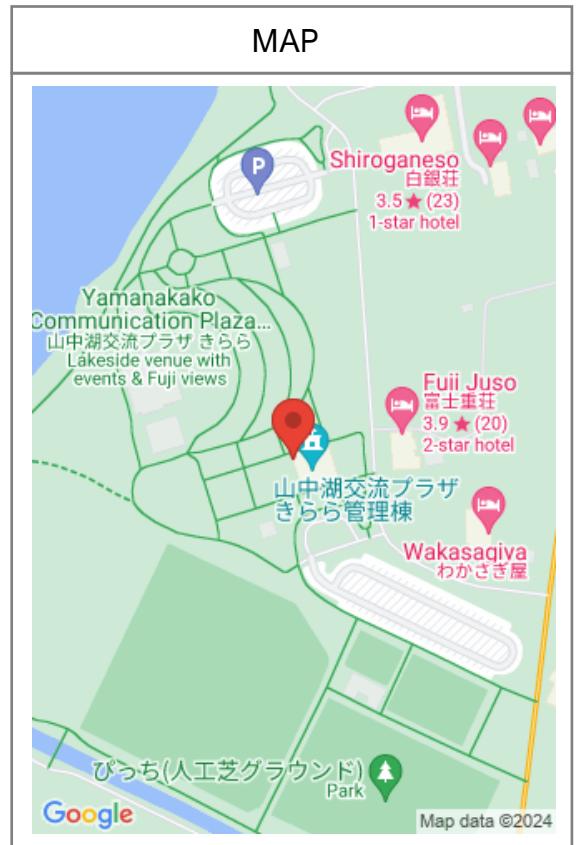 MAP
P
Shiroganeso
白銀荘
3.5★(23)
1-star hotel
Yamanakako
Communication Plaza...
山中湖交流プラザ きらら
Lakeside venue with
events & Fuji views
Fuji Juso
富士重荘
3.9★(20)
2-star hotel
山中湖交流プラザ
きらら管理棟
Wakasagiya
わかさぎ屋
ぴっち(人工芝グラウンド)
Park
Google
Map data ©2024